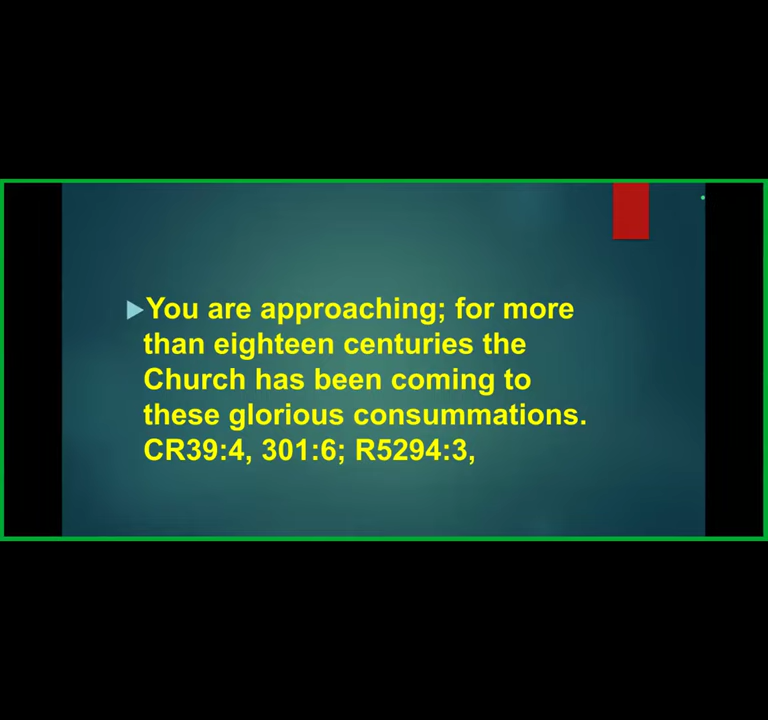 You are approaching; for more
than eighteen centuries the
Church has been coming to
these glorious consummations.
CR39:4, 301:6; R5294:3,